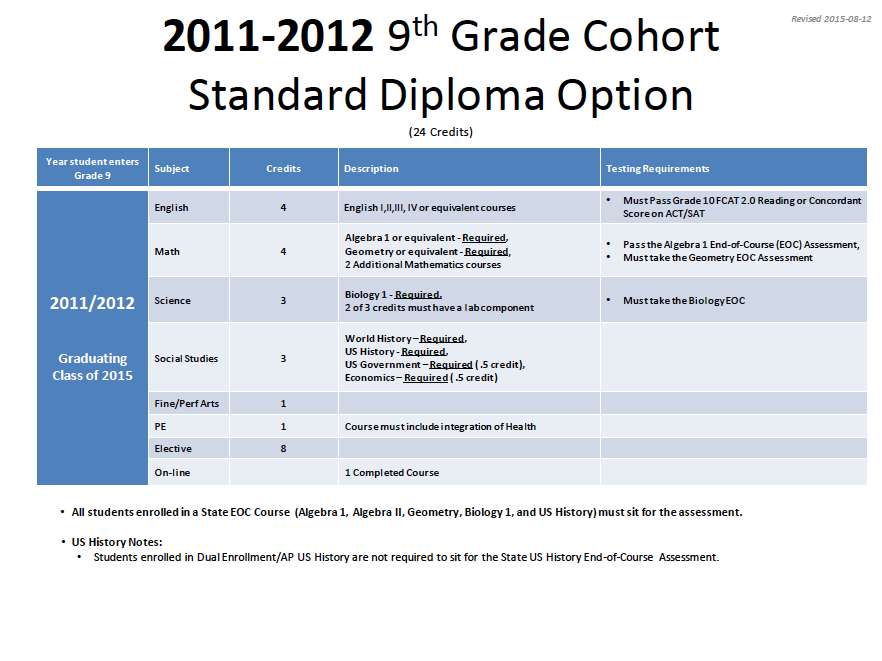 Revised 2015-08-12
2011-2012 9th Grade Cohort
Standard Diploma Option
(24 Credits)
Year student enters
Grade 9
Subject
Credits
Description
Testing Requirements
2011/2012
Graduating
Class of 2015
English
4
English I,II,III, IV or equivalent courses
• Must Pass Grade 10 FCAT 2.0 Reading or Concordant
Score on ACT/SAT
Math
4
Algebra 1 or equivalent - Required,
Geometry or equivalent - Required,
2 Additional Mathematics courses
• Pass the Algebra 1 End-of-Course (EOC) Assessment,
• Must take the Geometry EOC Assessment
Science
3
Biology 1 - Required,
2 of 3 credits must have a lab component
• Must take the Biology EOC
Social Studies
3
World History – Required,
US History - Required,
US Government – Required ( .5 credit),
Economics – Required ( .5 credit)
Fine/Perf Arts
1
PE
1
Course must include integration of Health
Elective
8
On-line
1 Completed Course
• All students enrolled in a State EOC Course (Algebra 1, Algebra II, Geometry, Biology 1, and US History) must sit for the assessment.
• US History Notes:
• Students enrolled in Dual Enrollment/AP US History are not required to sit for the State US History End-of-Course Assessment.